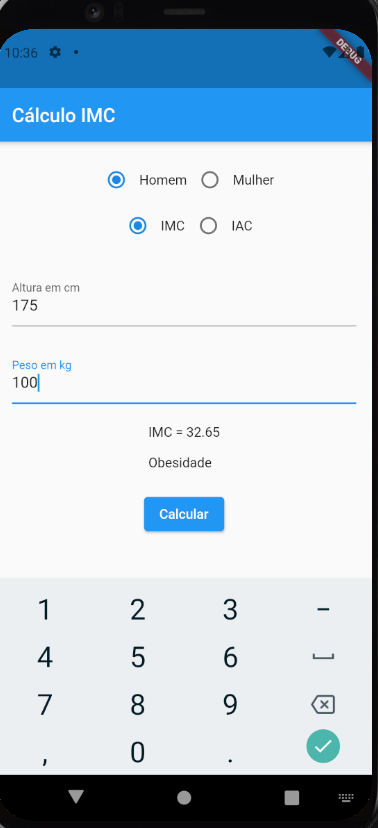 10:36
DEBUG
Cálculo IMC
Homem Mulher
IMC IAC
Altura em cm
175
Peso em kg
100
IMC = 32.65
Obesidade
Calcular
1 2 3 −
4 5 6
7 8 9
, 0 .